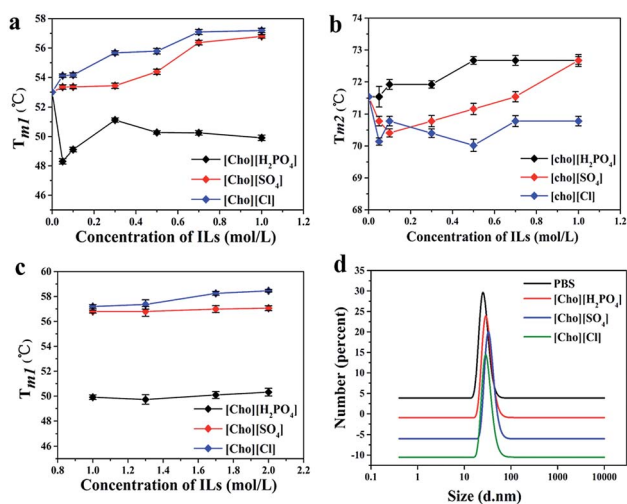 a
58
56
54
52
50
48
46
Tm1 (℃)
[Cho][H₂PO₄]
[Cho][SO₄]
[Cho][Cl]
0.0 0.2 0.4 0.6 0.8 1.0 1.2
Concentration of ILs (mol/L)
b
74
72
70
68
66
Tm2 (℃)
[cho][H₂PO₄]
[cho][SO₄]
[cho][Cl]
0.0 0.2 0.4 0.6 0.8 1.0 1.2
Concentration of ILs (mol/L)
c
60
58
56
54
52
50
Tm1 (℃)
[Cho][H₂PO₄]
[Cho][SO₄]
[Cho][Cl]
0.8 1.0 1.2 1.4 1.6 1.8 2.0 2.2
Concentration of ILs (mol/L)
d
35
30
25
20
15
10
5
0
-5
-10
Number (percent)
PBS
[Cho][H₂PO₄]
[Cho][SO₄]
[Cho][Cl]
0.1 1 10 100 1000 10000
Size (d.nm)